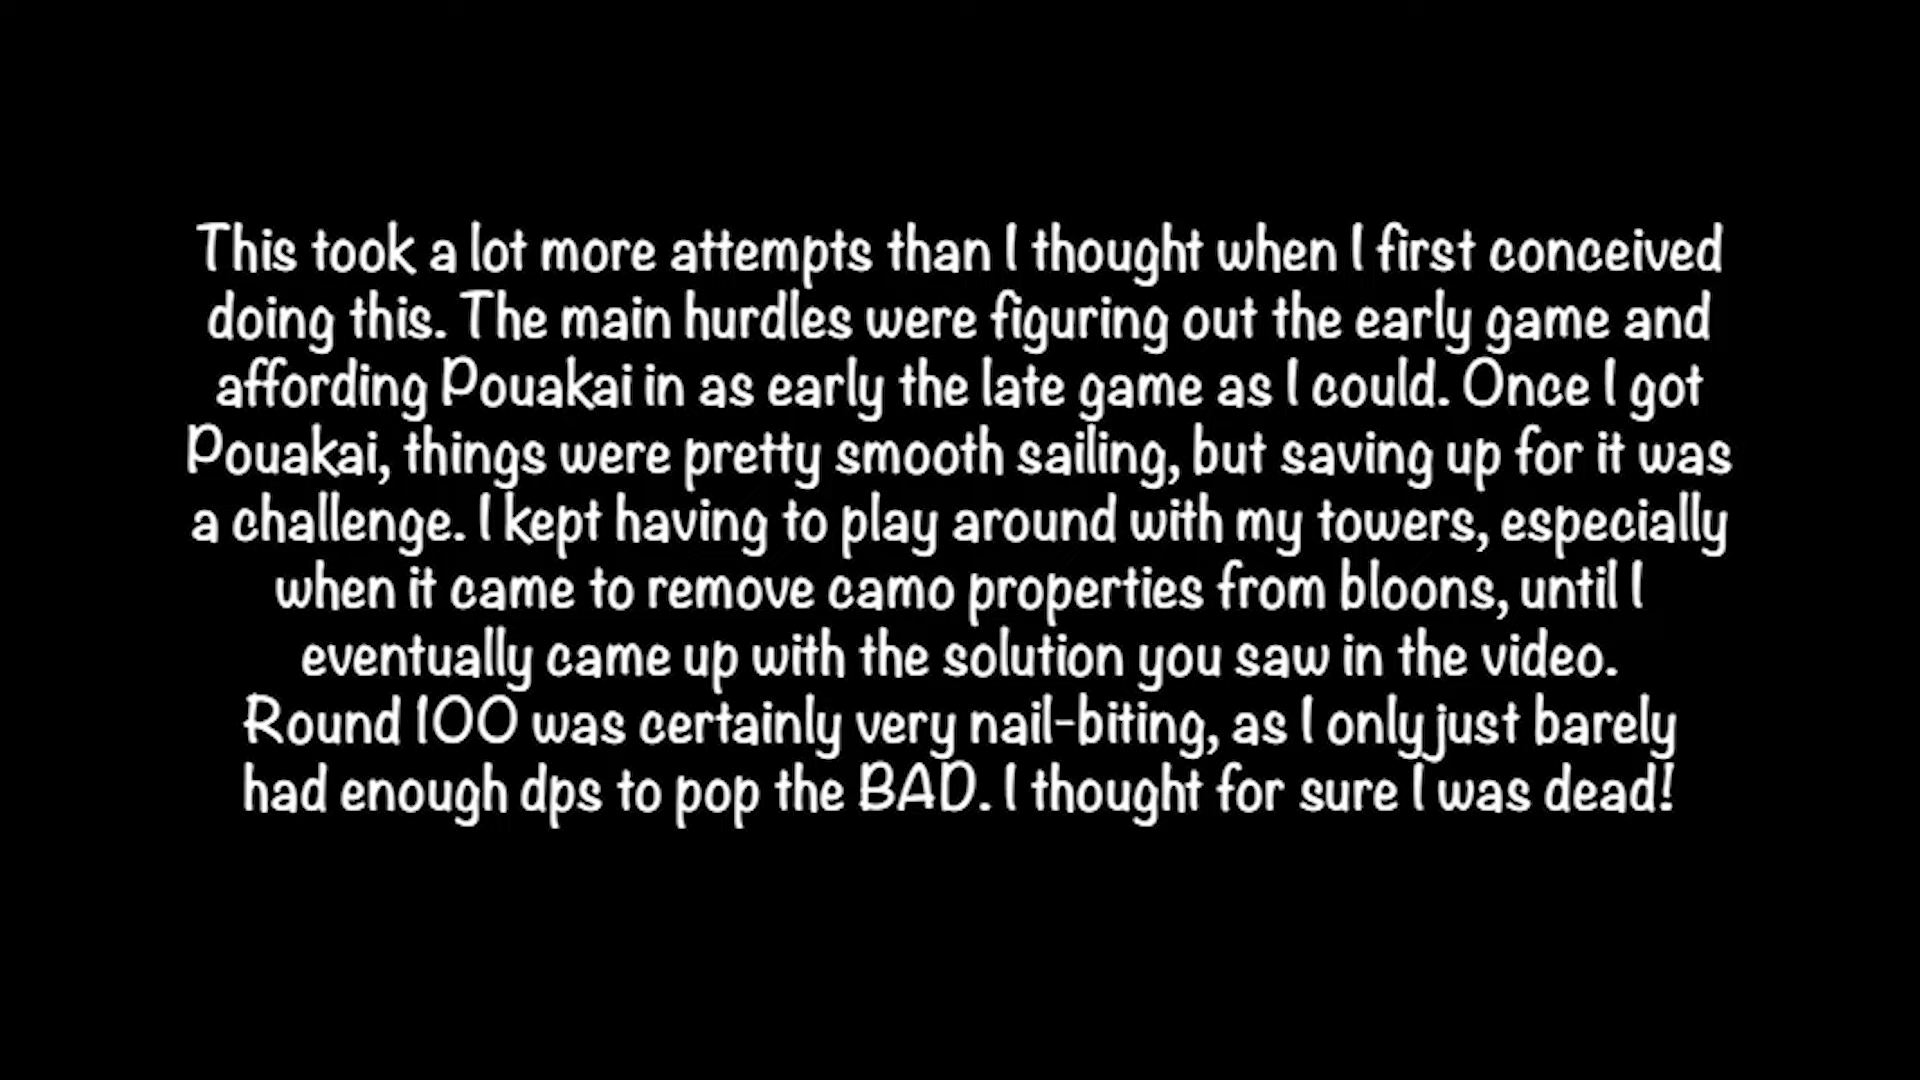 This took a lot more attempts than I thought when I first conceived
doing this. The main hurdles were figuring out the early game and
affording Pouakai in as early the late game as I could. Once I got
Pouakai, things were pretty smooth sailing, but saving up for it was
a challenge. I kept having to play around with my towers, especially
when it came to remove camo properties from bloons, until I
eventually came up with the solution you saw in the video.
Round 100 was certainly very nail-biting, as I only just barely
had enough dps to pop the BAD. I thought for sure I was dead!